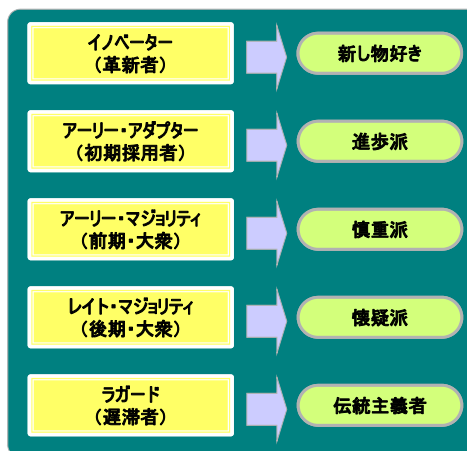 イノベーター
（革新者）
新し物好き
アーリー・アダプター
（初期採用者）
進歩派
アーリー・マジョリティ
（前期・大衆）
慎重派
レイト・マジョリティ
（後期・大衆）
懐疑派
ラガード
（遅滞者）
伝統主義者